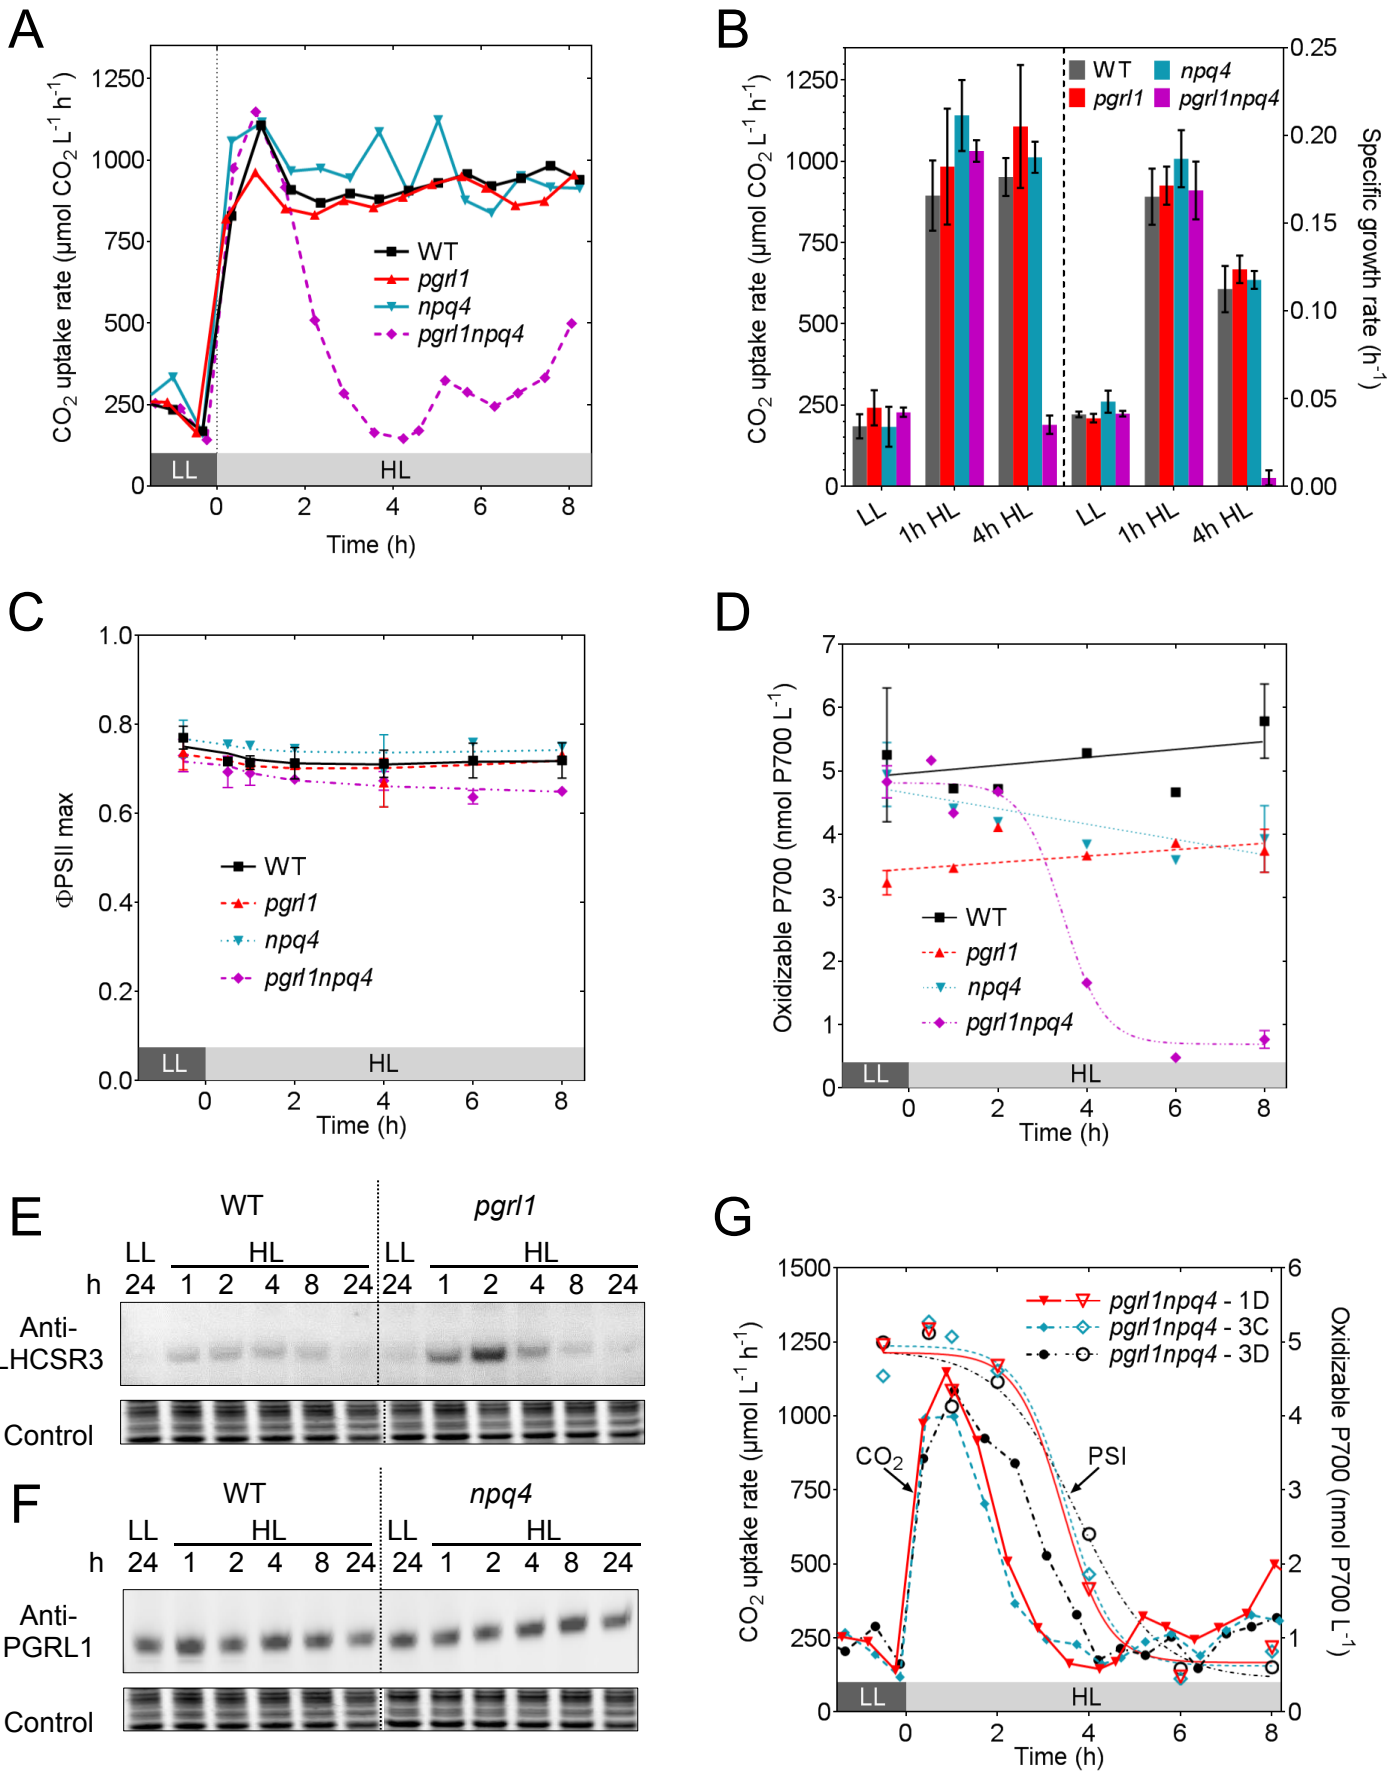 A
CO2 uptake rate (µmol CO2 L-1 h-1)
1250
1000
750
500
250
0
WT
pgrl1
npq4
pgrl1npq4
LL
HL
0 2 4 6 8
Time (h)
B
CO2 uptake rate (µmol CO2 L-1 h-1)
1250
1000
750
500
250
0
WT npq4
pgrl1 pgrl1npq4
0.25
0.20
0.15
0.10
0.05
0.00
Specific growth rate (h-1)
LL 1h HL 4h HL LL 1h HL 4h HL
C
ΦPSII max
1.0
0.8
0.6
0.4
0.2
0.0
WT
pgrl1
npq4
pgrl1npq4
LL
HL
0 2 4 6 8
Time (h)
D
Oxidizable P700 (nmol P700 L-1)
7
6
5
4
3
2
1
0
WT
pgrl1
npq4
pgrl1npq4
LL
HL
0 2 4 6 8
Time (h)
E
WT pgrl1
LL HL LL HL
h 24 1 2 4 8 24 24 1 2 4 8 24
Anti-
LHCSR3
Control
F
WT npq4
LL HL LL HL
h 24 1 2 4 8 24 24 1 2 4 8 24
Anti-
PGRL1
Control
G
CO2 uptake rate (µmol L-1 h-1)
1500
1250
1000
750
500
250
0
pgrl1npq4 - 1D
pgrl1npq4 - 3C
pgrl1npq4 - 3D
CO2
PSI
6
5
4
3
2
1
0
Oxidizable P700 (nmol P700 L-1)
LL
HL
0 2 4 6 8
Time (h)